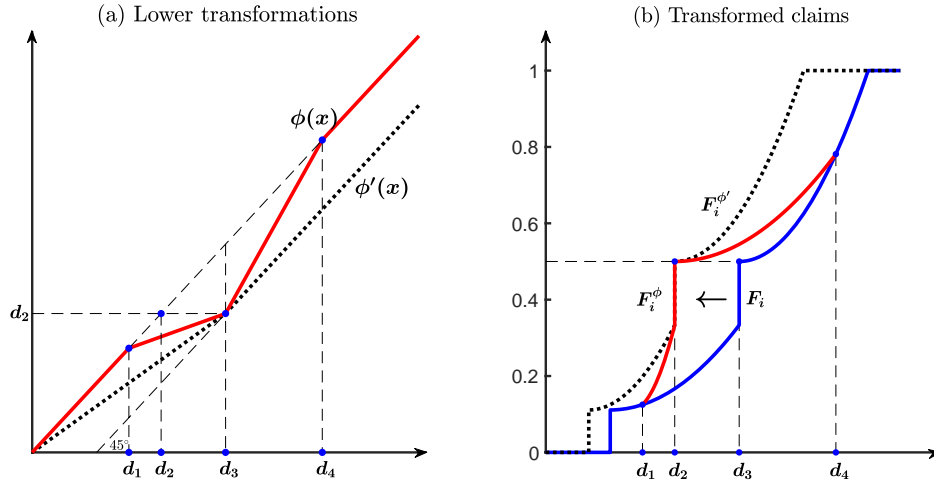 (a) Lower transformations
ϕ(x)
ϕ′(x)
d₂
45°
d₁ d₂ d₃ d₄
(b) Transformed claims
1
0.8
0.6
0.4
0.2
0
F_i^ϕ′
F_i^ϕ
F_i
d₁ d₂ d₃ d₄